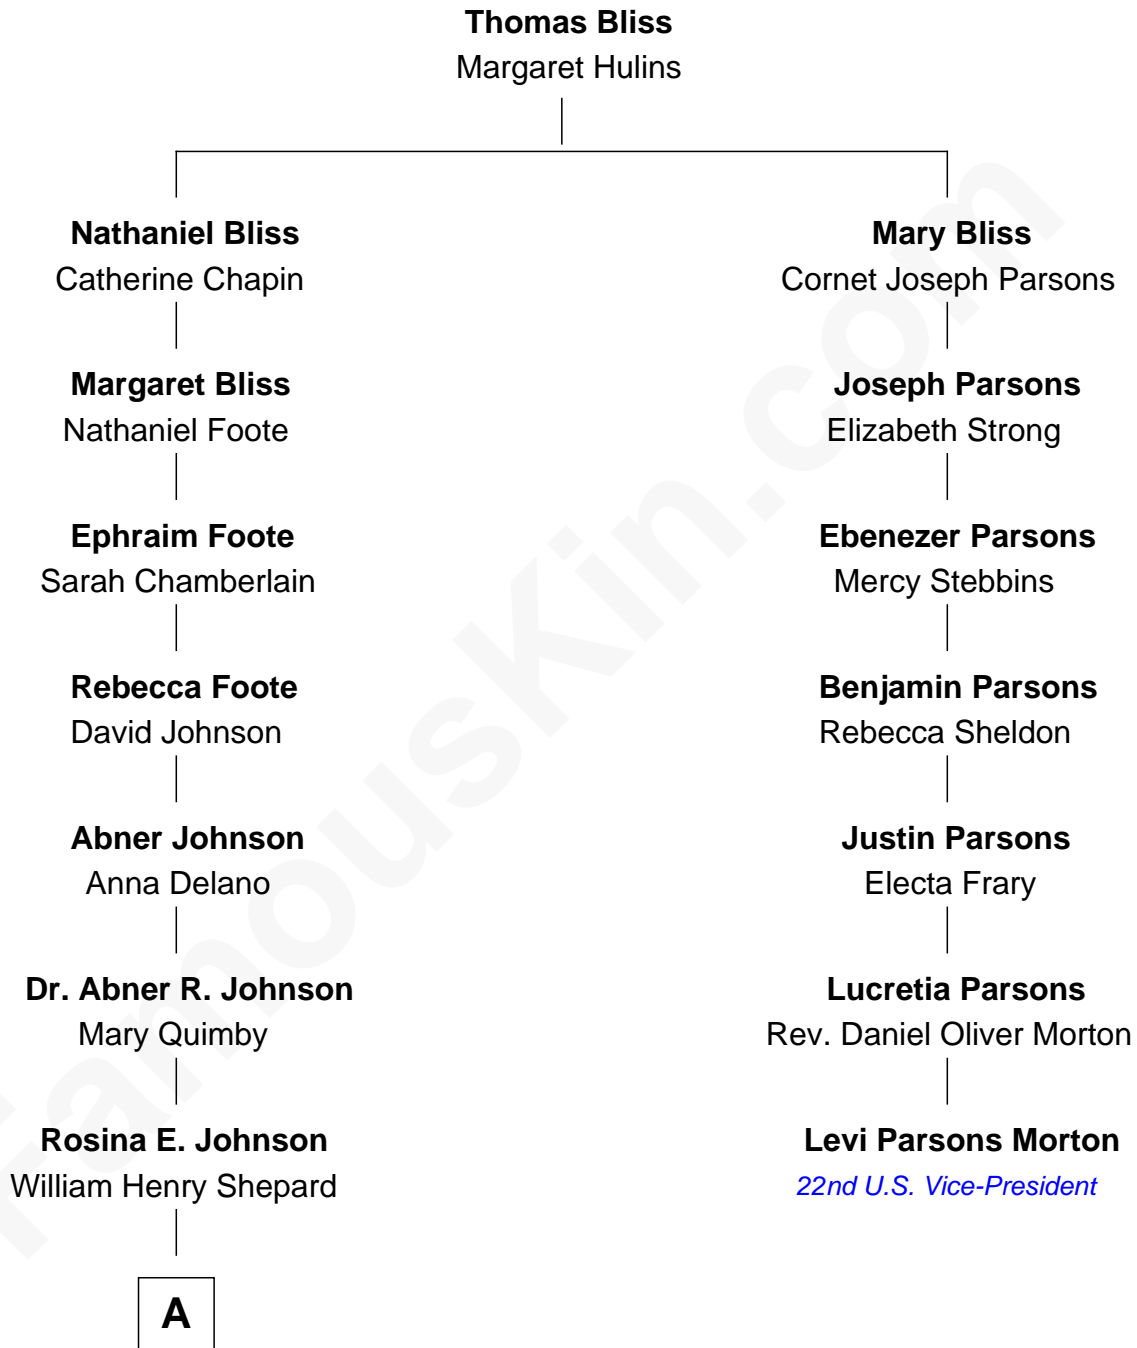 Thomas Bliss
Margaret Hulins
Nathaniel Bliss
Catherine Chapin
Mary Bliss
Cornet Joseph Parsons
Margaret Bliss
Nathaniel Foote
Joseph Parsons
Elizabeth Strong
Ephraim Foote
Sarah Chamberlain
Ebenezer Parsons
Mercy Stebbins
Rebecca Foote
David Johnson
Benjamin Parsons
Rebecca Sheldon
Abner Johnson
Anna Delano
Justin Parsons
Electa Frary
Dr. Abner R. Johnson
Mary Quimby
Lucretia Parsons
Rev. Daniel Oliver Morton
Rosina E. Johnson
William Henry Shepard
Levi Parsons Morton
22nd U.S. Vice-President
A
FamousKin.com